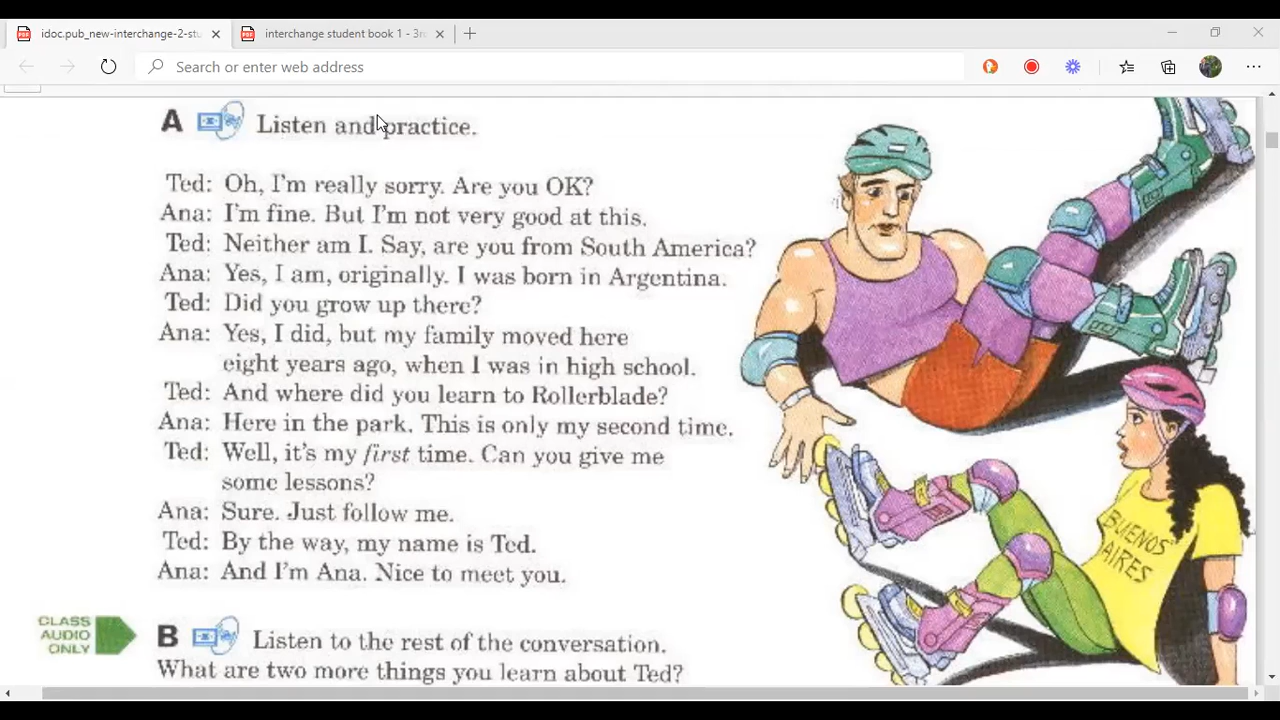 idoc.pub_new-interchange-2-stu
interchange student book 1 - 3r
Search or enter web address
A Listen and practice.
Ted: Oh, I'm really sorry. Are you OK?
Ana: I'm fine. But I'm not very good at this.
Ted: Neither am I. Say, are you from South America?
Ana: Yes, I am, originally. I was born in Argentina.
Ted: Did you grow up there?
Ana: Yes, I did, but my family moved here
eight years ago, when I was in high school.
Ted: And where did you learn to Rollerblade?
Ana: Here in the park. This is only my second time.
Ted: Well, it's my first time. Can you give me
some lessons?
Ana: Sure. Just follow me.
Ted: By the way, my name is Ted.
Ana: And I'm Ana. Nice to meet you.
BUENOS
AIRES
CLASS
AUDIO
ONLY
B Listen to the rest of the conversation.
What are two more things you learn about Ted?